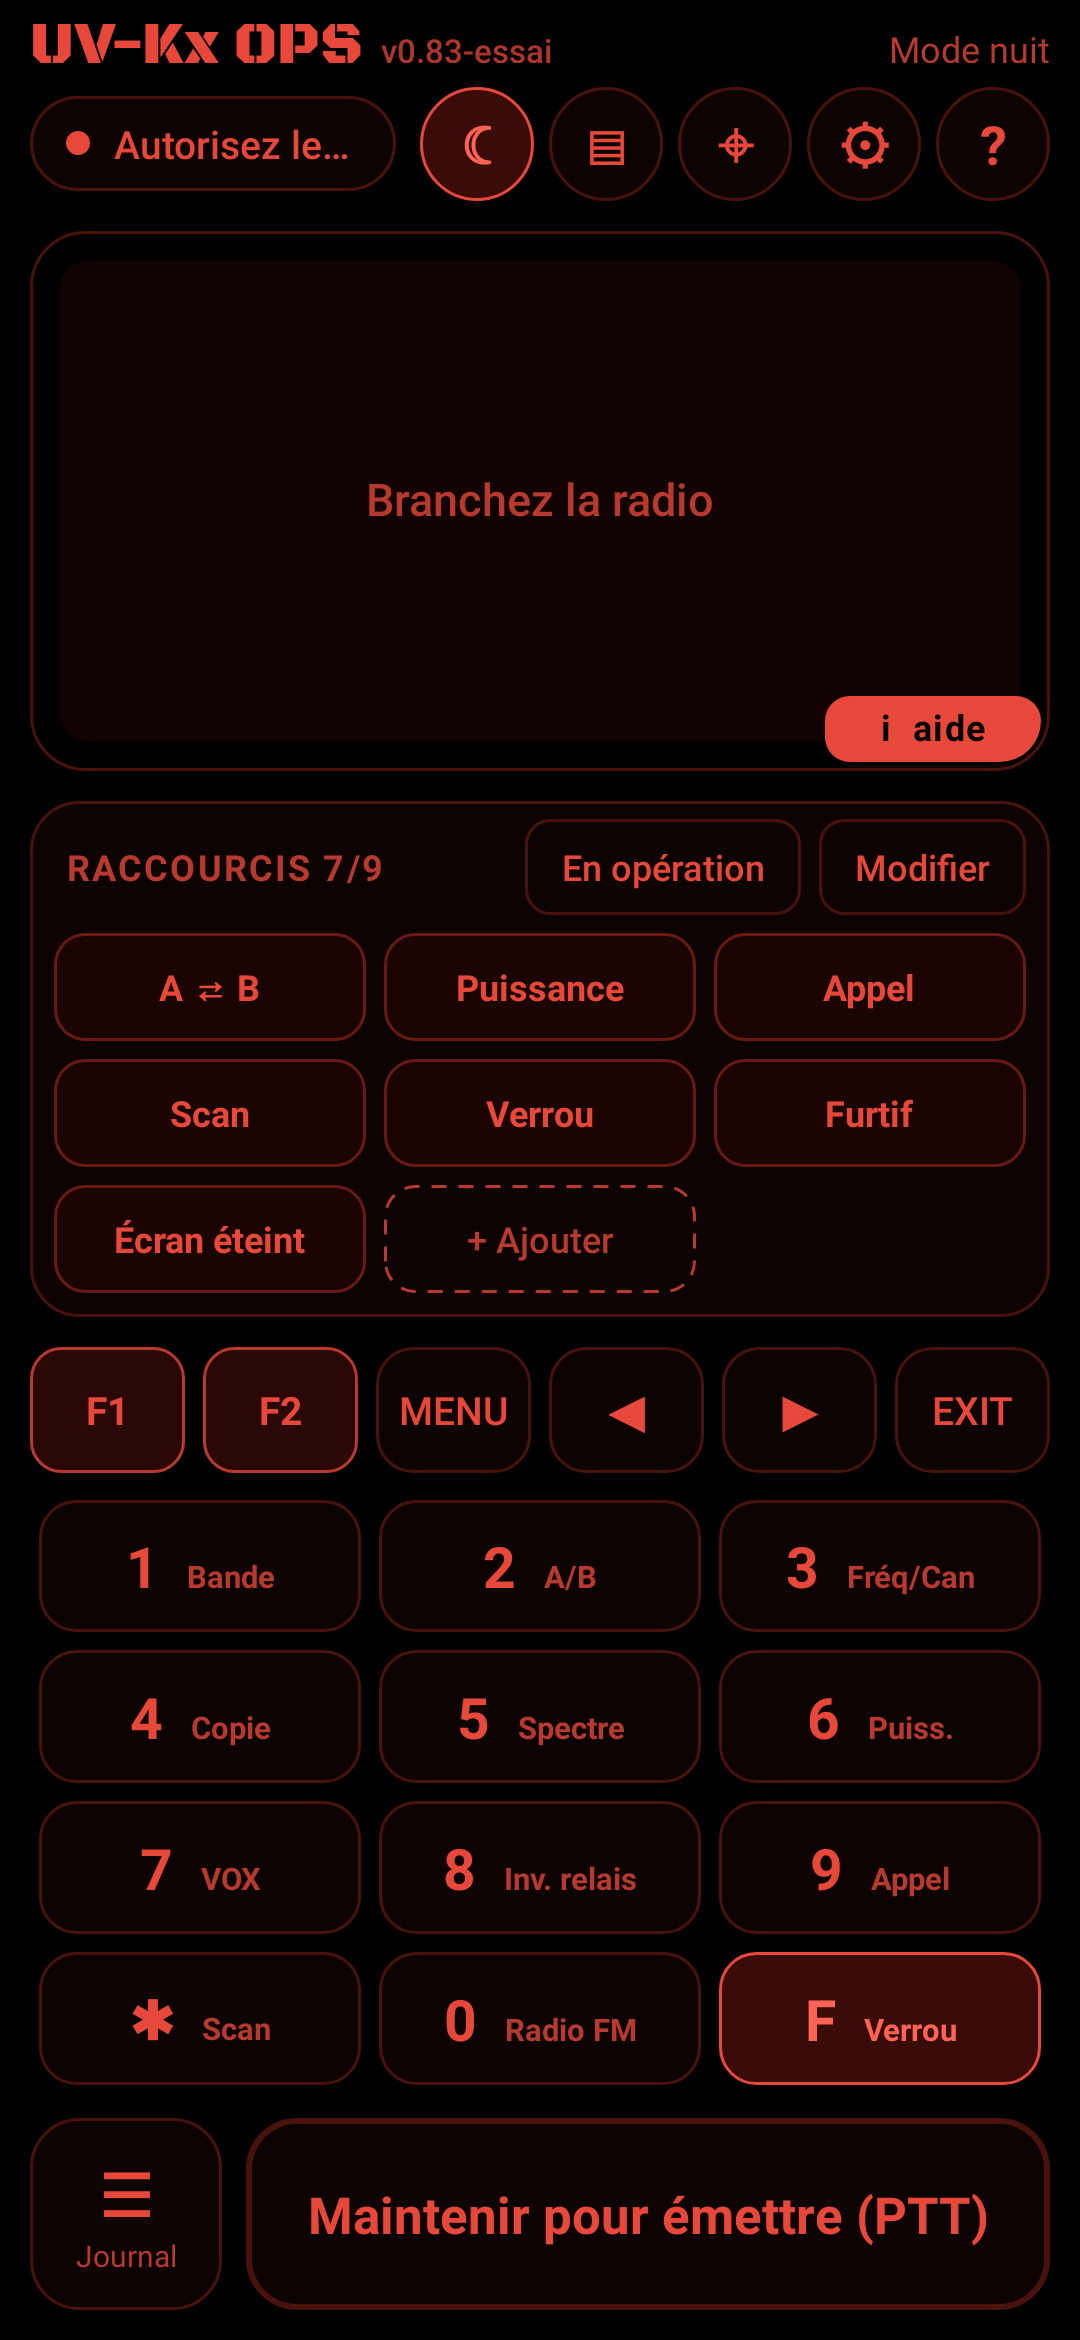 UV-Kx OPS v0.83-essai Mode nuit
Autorisez le... ☾ ▤ ⌖ ⚙ ?
Branchez la radio
i aide
RACCOURCIS 7/9 En opération Modifier
A ⇄ B Puissance Appel
Scan Verrou Furtif
Écran éteint + Ajouter
F1 F2 MENU ◀ ▶ EXIT
1 Bande 2 A/B 3 Fréq/Can
4 Copie 5 Spectre 6 Puiss.
7 VOX 8 Inv. relais 9 Appel
✱ Scan 0 Radio FM F Verrou
☰ Maintenir pour émettre (PTT)
Journal